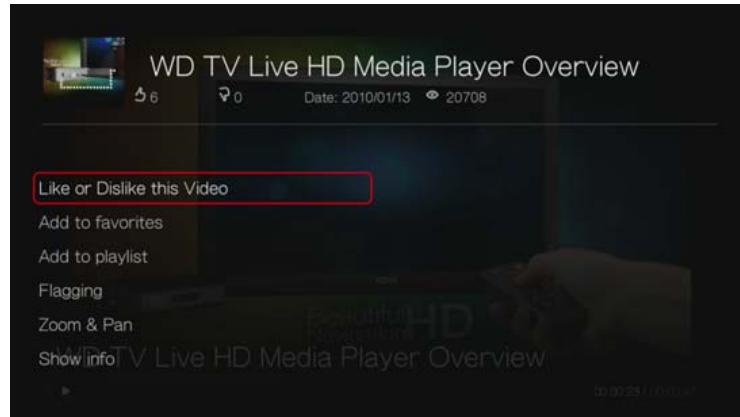 WD TV Live HD Media Player Overview
6 0 Date: 2010/01/13 20708
Like or Dislike this Video
Add to favorites
Add to playlist
Flagging
Zoom & Pan
HD
Show info
WD TV Live HD Media Player Overview